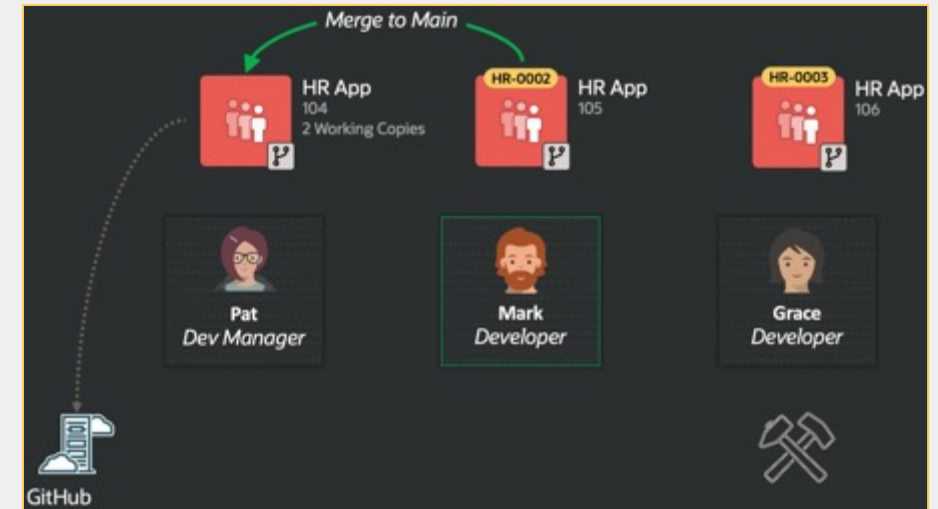 Merge to Main
HR App
104
2 Working Copies
HR-0002
HR App
105
HR-0003
HR App
106
Pat
Dev Manager
Mark
Developer
Grace
Developer
GitHub